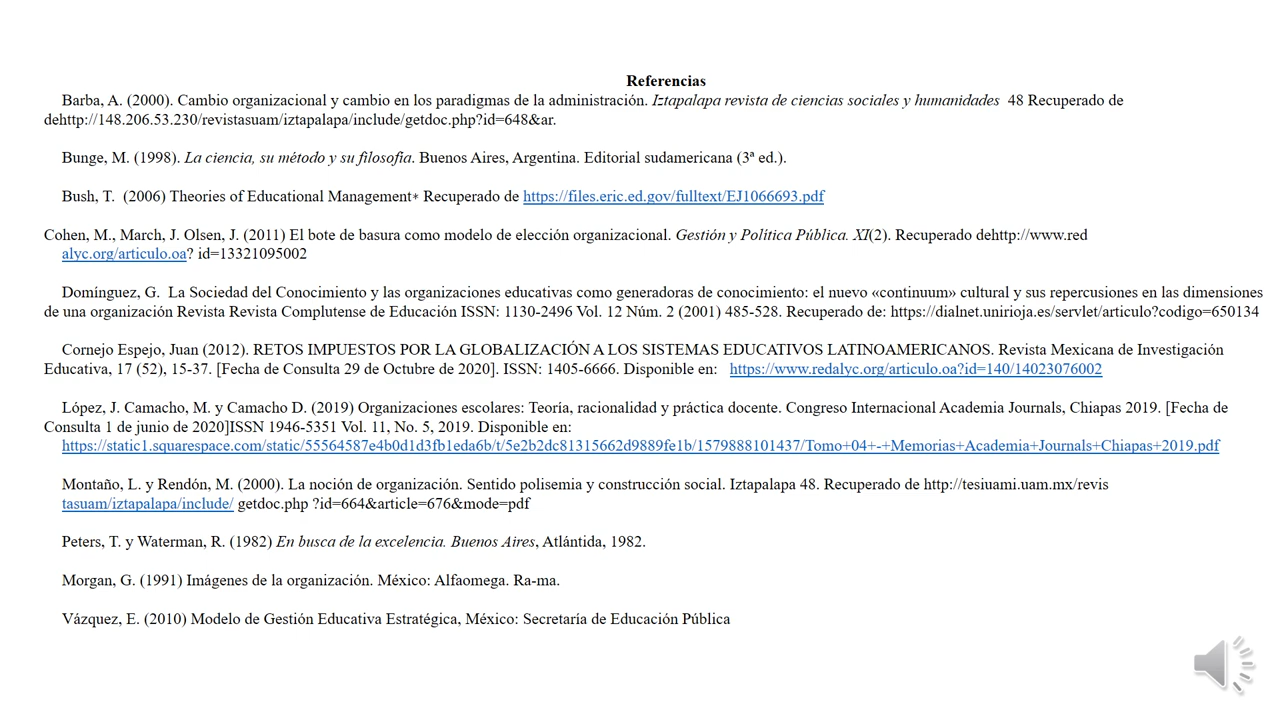 Referencias
Barba, A. (2000). Cambio organizacional y cambio en los paradigmas de la administración. Iztapalapa revista de ciencias sociales y humanidades 48 Recuperado de
dehttp://148.206.53.230/revistasuam/iztapalapa/include/getdoc.php?id=648&ar.
Bunge, M. (1998). La ciencia, su método y su filosofía. Buenos Aires, Argentina. Editorial sudamericana (3ª ed.).
Bush, T. (2006) Theories of Educational Management* Recuperado de https://files.eric.ed.gov/fulltext/EJ1066693.pdf
Cohen, M., March, J. Olsen, J. (2011) El bote de basura como modelo de elección organizacional. Gestión y Política Pública. XI(2). Recuperado dehttp://www.red
alyc.org/articulo.oa? id=13321095002
Domínguez, G. La Sociedad del Conocimiento y las organizaciones educativas como generadoras de conocimiento: el nuevo «continuum» cultural y sus repercusiones en las dimensiones
de una organización Revista Revista Complutense de Educación ISSN: 1130-2496 Vol. 12 Núm. 2 (2001) 485-528. Recuperado de: https://dialnet.unirioja.es/servlet/articulo?codigo=650134
Cornejo Espejo, Juan (2012). RETOS IMPUESTOS POR LA GLOBALIZACIÓN A LOS SISTEMAS EDUCATIVOS LATINOAMERICANOS. Revista Mexicana de Investigación
Educativa, 17 (52), 15-37. [Fecha de Consulta 29 de Octubre de 2020]. ISSN: 1405-6666. Disponible en: https://www.redalyc.org/articulo.oa?id=140/14023076002
López, J. Camacho, M. y Camacho D. (2019) Organizaciones escolares: Teoría, racionalidad y práctica docente. Congreso Internacional Academia Journals, Chiapas 2019. [Fecha de
Consulta 1 de junio de 2020]ISSN 1946-5351 Vol. 11, No. 5, 2019. Disponible en:
https://static1.squarespace.com/static/55564587e4b0d1d3fb1eda6b/t/5e2b2dc81315662d9889fe1b/1579888101437/Tomo+04+-+Memorias+Academia+Journals+Chiapas+2019.pdf
Montaño, L. y Rendón, M. (2000). La noción de organización. Sentido polisemia y construcción social. Iztapalapa 48. Recuperado de http://tesiuami.uam.mx/revis
tasuam/iztapalapa/include/ getdoc.php ?id=664&article=676&mode=pdf
Peters, T. y Waterman, R. (1982) En busca de la excelencia. Buenos Aires, Atlántida, 1982.
Morgan, G. (1991) Imágenes de la organización. México: Alfaomega. Ra-ma.
Vázquez, E. (2010) Modelo de Gestión Educativa Estratégica, México: Secretaría de Educación Pública